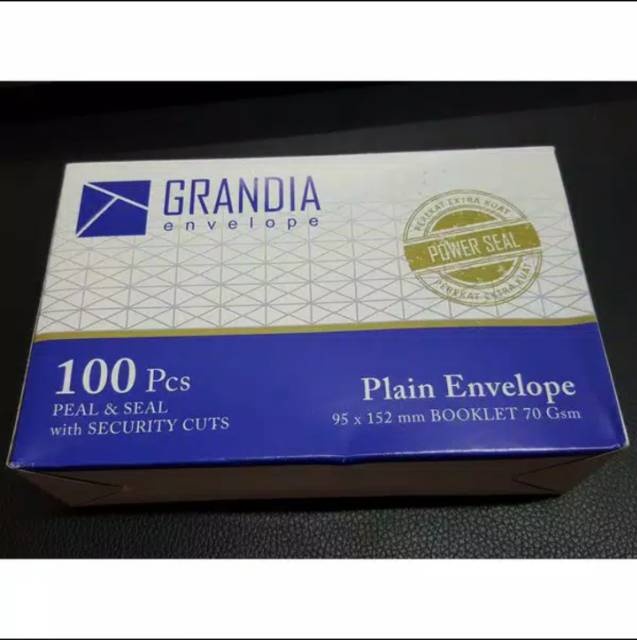 GRANDIA
envelope
PEREKAT EXTRA KUAT
POWER SEAL
PEREKAT EXTRA KUAT
100 Pcs
PEAL & SEAL
with SECURITY CUTS
Plain Envelope
95 x 152 mm BOOKLET 70 Gsm